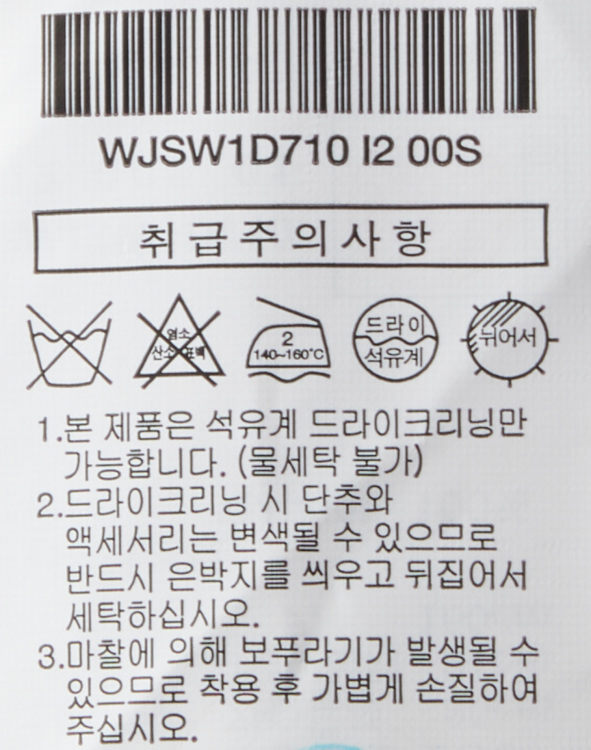 WJSW1D710 I2 00S
취급주의사항
염소
산소 표백
2
140~160°C
드라이
석유계
뉘어서
1.본 제품은 석유계 드라이크리닝만
가능합니다. (물세탁 불가)
2.드라이크리닝 시 단추와
액세서리는 변색될 수 있으므로
반드시 은박지를 씌우고 뒤집어서
세탁하십시오.
3.마찰에 의해 보푸라기가 발생될 수
있으므로 착용 후 가볍게 손질하여
주십시오.